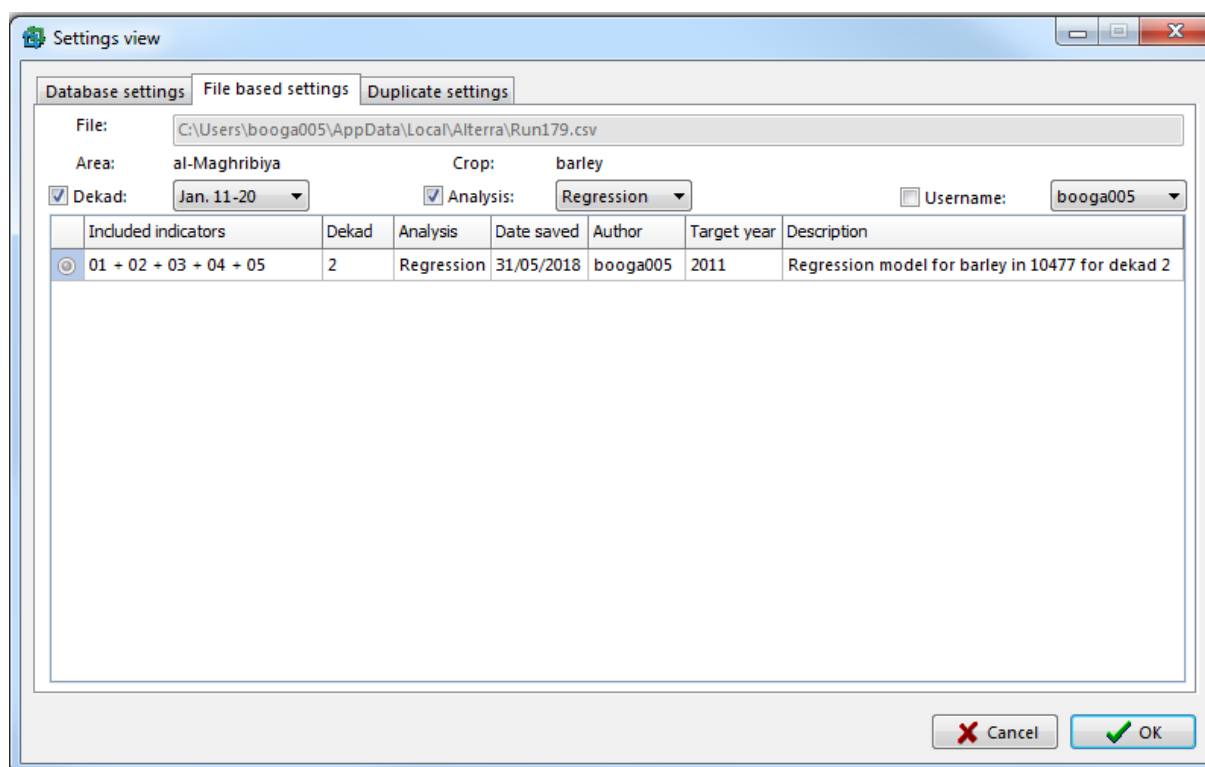 Settings view
Database settings File based settings Duplicate settings
File: C:\Users\booga005\AppData\Local\Alterra\Run179.csv
Area: al-Maghribiya Crop: barley
Dekad: Jan. 11-20 Analysis: Regression Username: booga005
Included indicators Dekad Analysis Date saved Author Target year Description
01 + 02 + 03 + 04 + 05 2 Regression 31/05/2018 booga005 2011 Regression model for barley in 10477 for dekad 2
Cancel OK